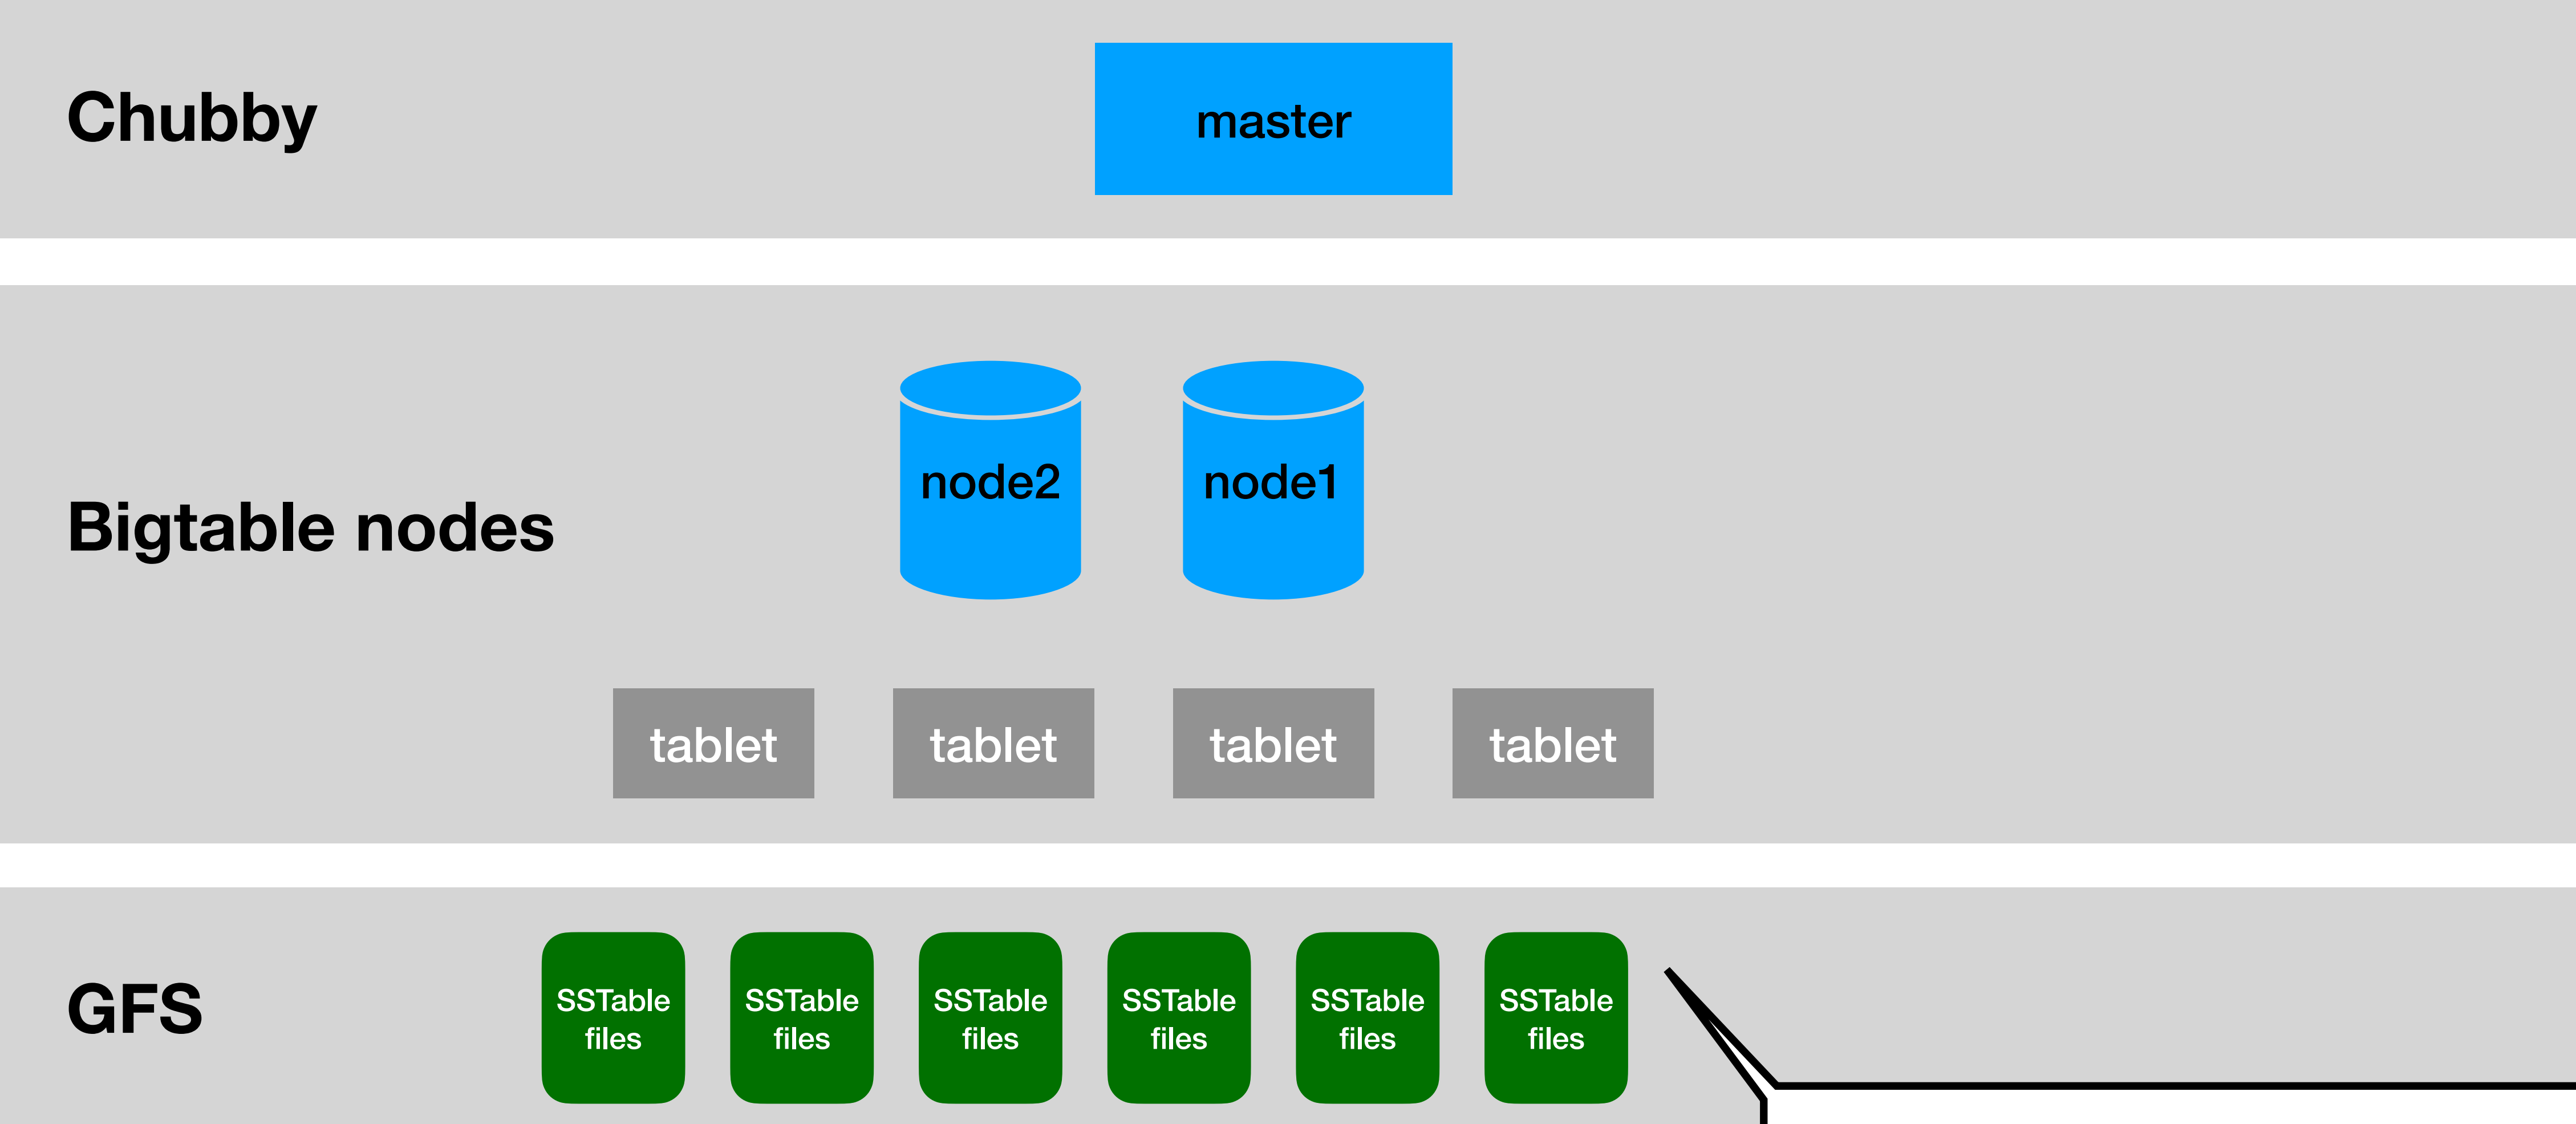 Chubby
master
Bigtable nodes
node2
node1
tablet
tablet
tablet
tablet
GFS
SSTable
files
SSTable
files
SSTable
files
SSTable
files
SSTable
files
SSTable
files